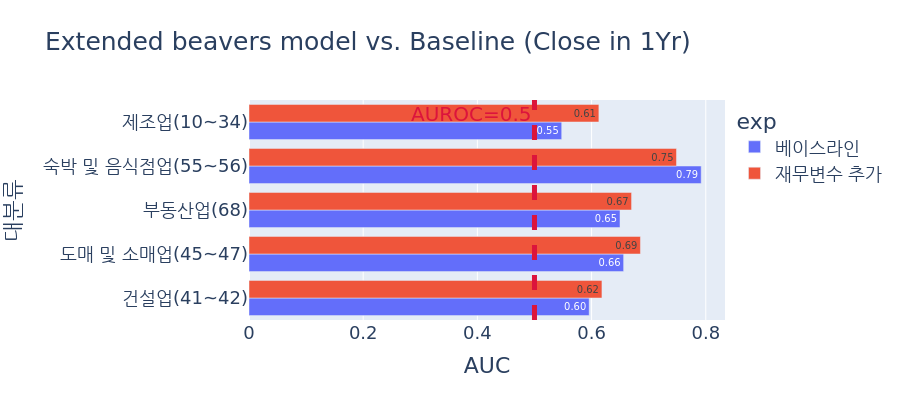 Extended beavers model vs. Baseline (Close in 1Yr)
대분류
제조업(10~34)
숙박 및 음식점업(55~56)
부동산업(68)
도매 및 소매업(45~47)
건설업(41~42)
AUROC=0.5
0.61
0.55
0.75
0.79
0.67
0.65
0.69
0.66
0.62
0.60
0
0.2
0.4
0.6
0.8
AUC
exp
베이스라인
재무변수 추가